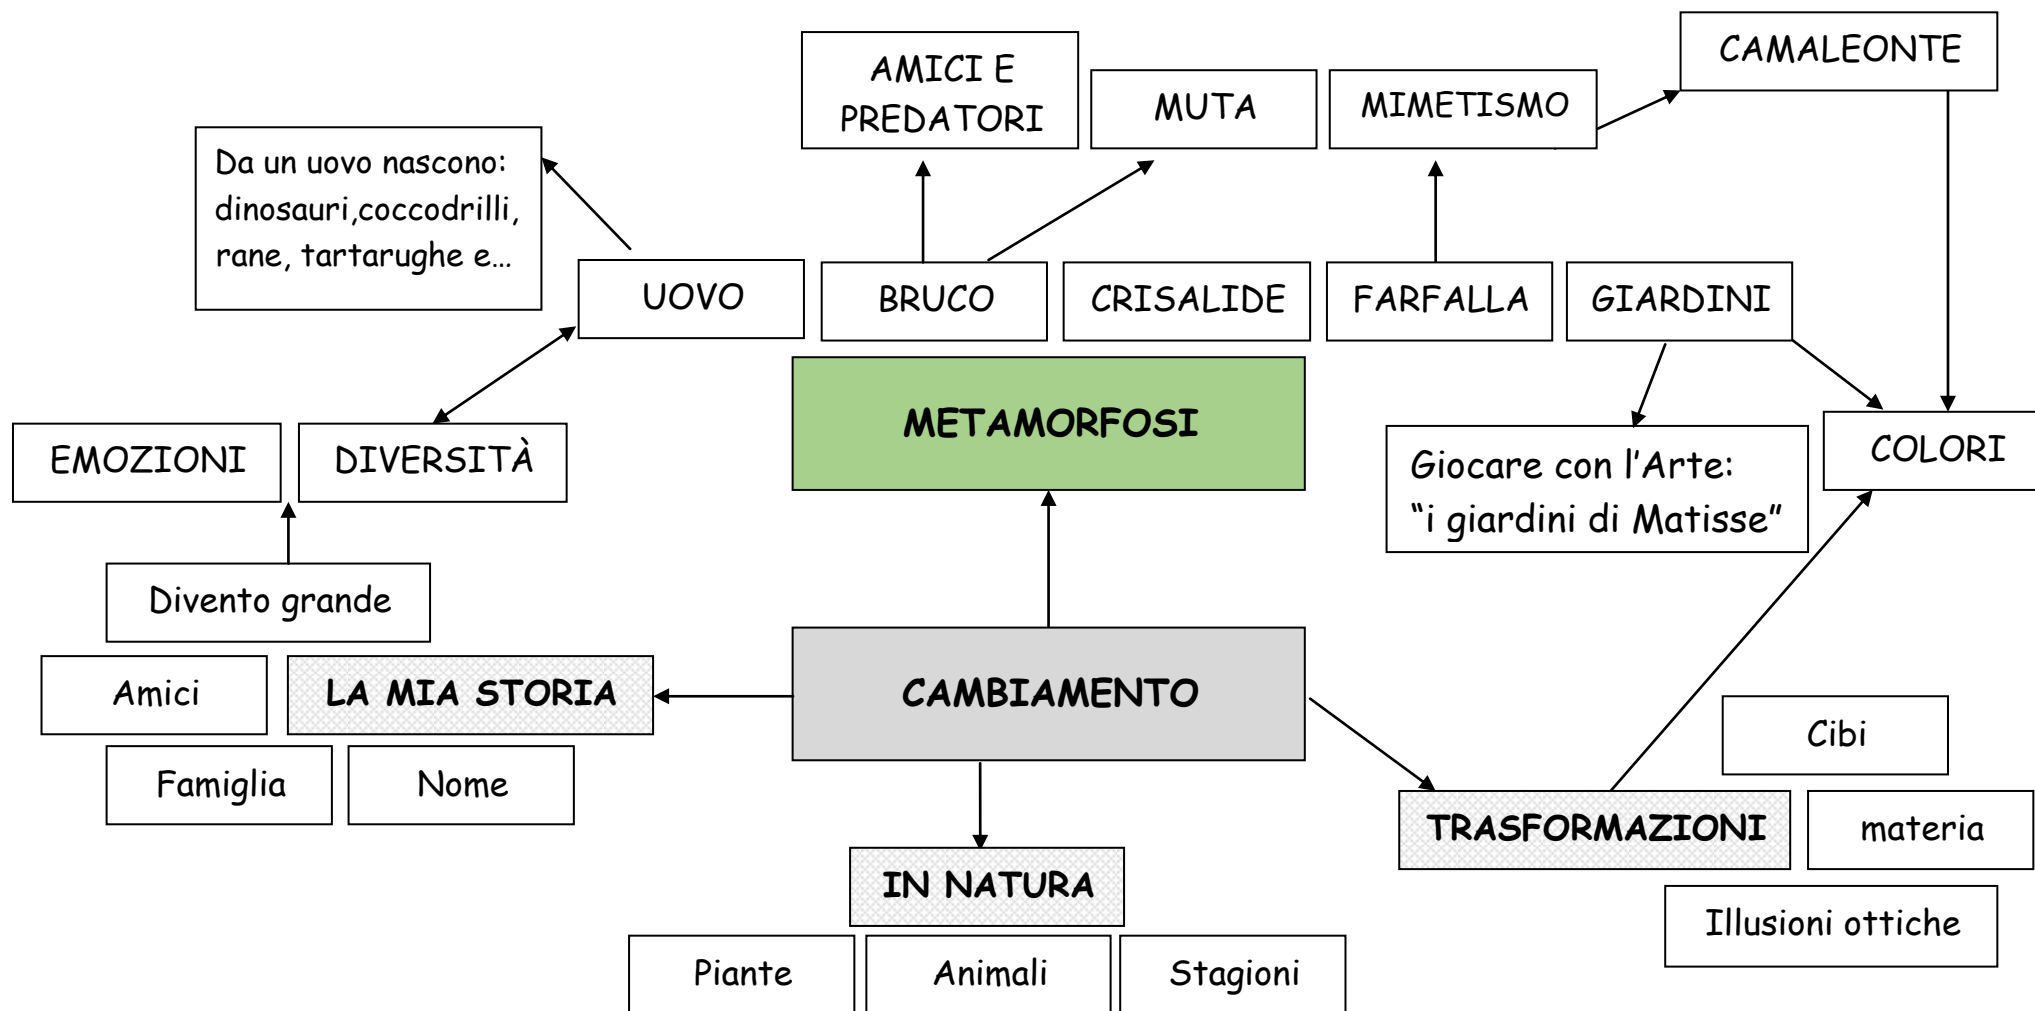 CAMALEONTE
AMICI E
PREDATORI
MUTA
MIMETISMO
Da un uovo nascono:
dinosauri,coccodrilli,
rane, tartarughe e...
UOVO
BRUCO
CRISALIDE
FARFALLA
GIARDINI
METAMORFOSI
EMOZIONI
DIVERSITÀ
Giocare con l'Arte:
"i giardini di Matisse"
COLORI
Divento grande
Amici
LA MIA STORIA
CAMBIAMENTO
Famiglia
Nome
Cibi
TRASFORMAZIONI
materia
IN NATURA
Illusioni ottiche
Piante
Animali
Stagioni